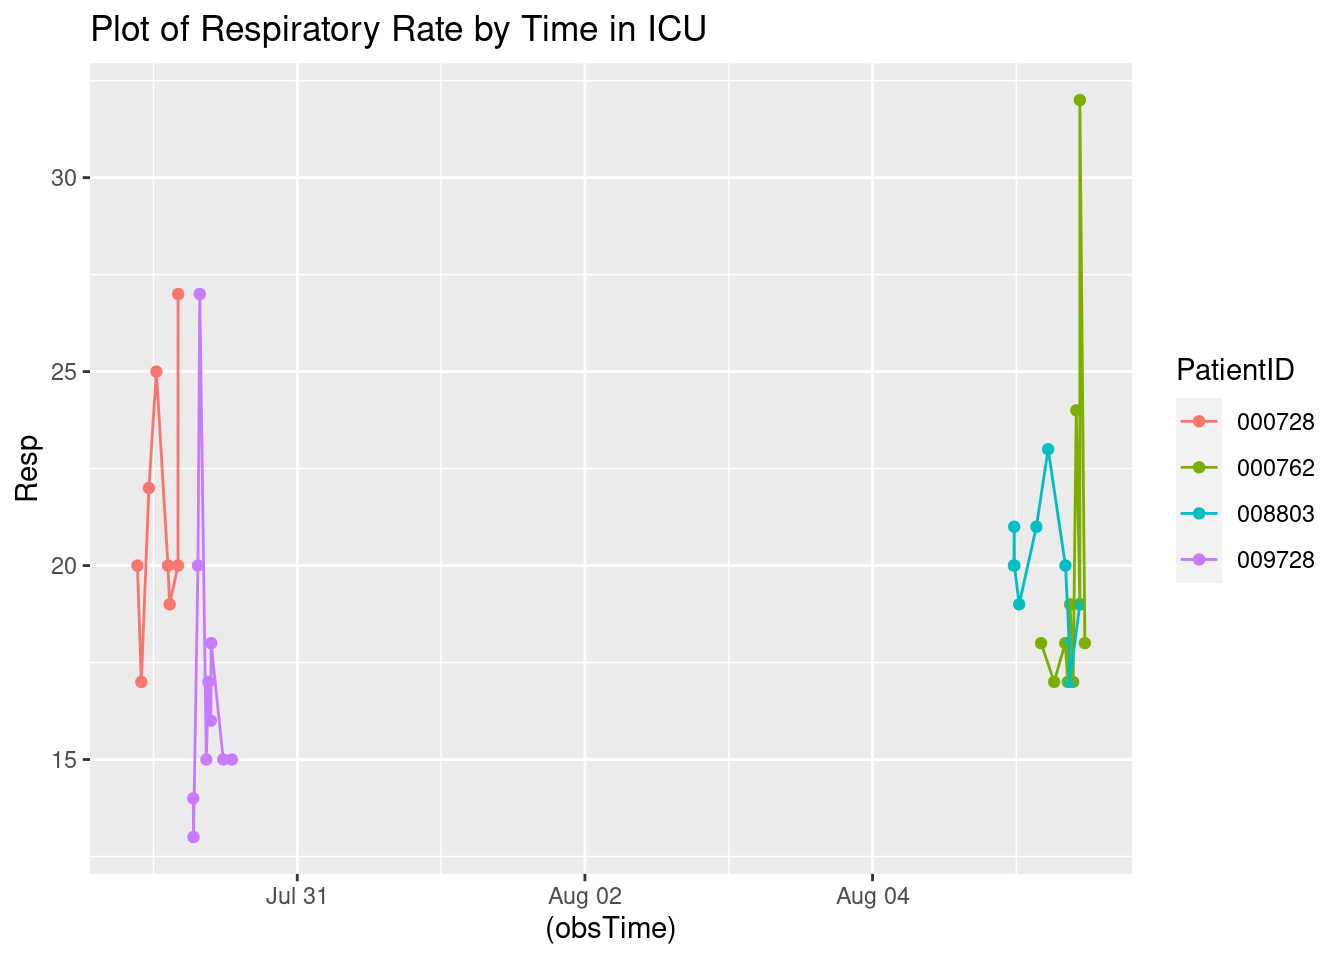 Plot of Respiratory Rate by Time in ICU
30
25
20
15
Resp
Jul 31
Aug 02
Aug 04
(obsTime)
PatientID
000728
000762
008803
009728